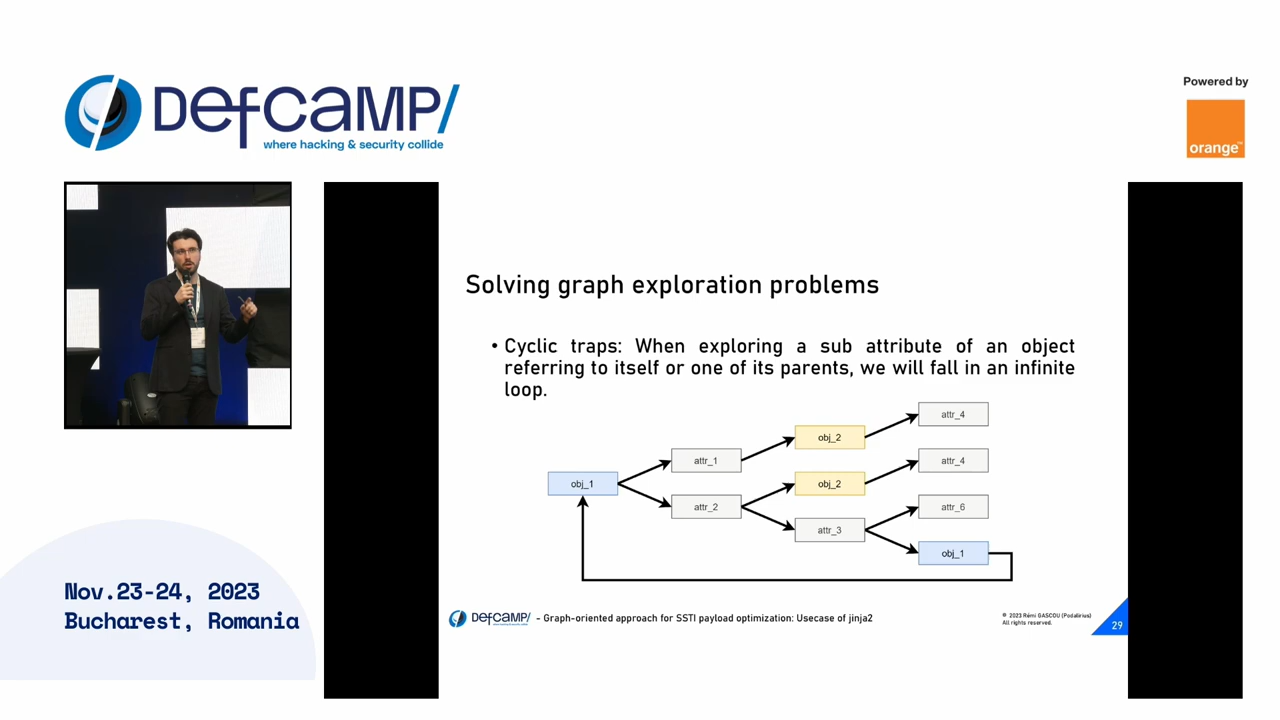 DefCamp/
where hacking & security collide
Powered by
orange™
Solving graph exploration problems
• Cyclic traps: When exploring a sub attribute of an object
referring to itself or one of its parents, we will fall in an infinite
loop.
attr_4
obj_2
attr_1
attr_4
obj_1
obj_2
attr_2
attr_6
attr_3
obj_1
Nov.23-24, 2023
Bucharest, Romania
DefCamp/ - Graph-oriented approach for SSTI payload optimization: Usecase of jinja2
© 2023 Rémi GASCOU (Podalirius)
All rights reserved.
29